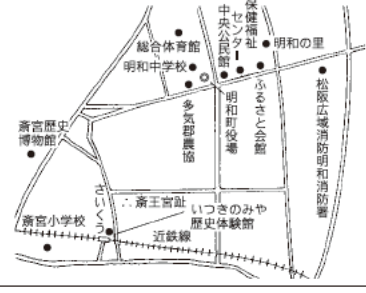 保健福祉
センター
中央公民館
総合体育館
明和の里
明和中学校
ふるさと会館
松阪広域消防明和消防署
多気郡農協
明和町役場
斎宮歴史
博物館
さいくう
斎王宮趾
いつきのみや
歴史体験館
斎宮小学校
近鉄線